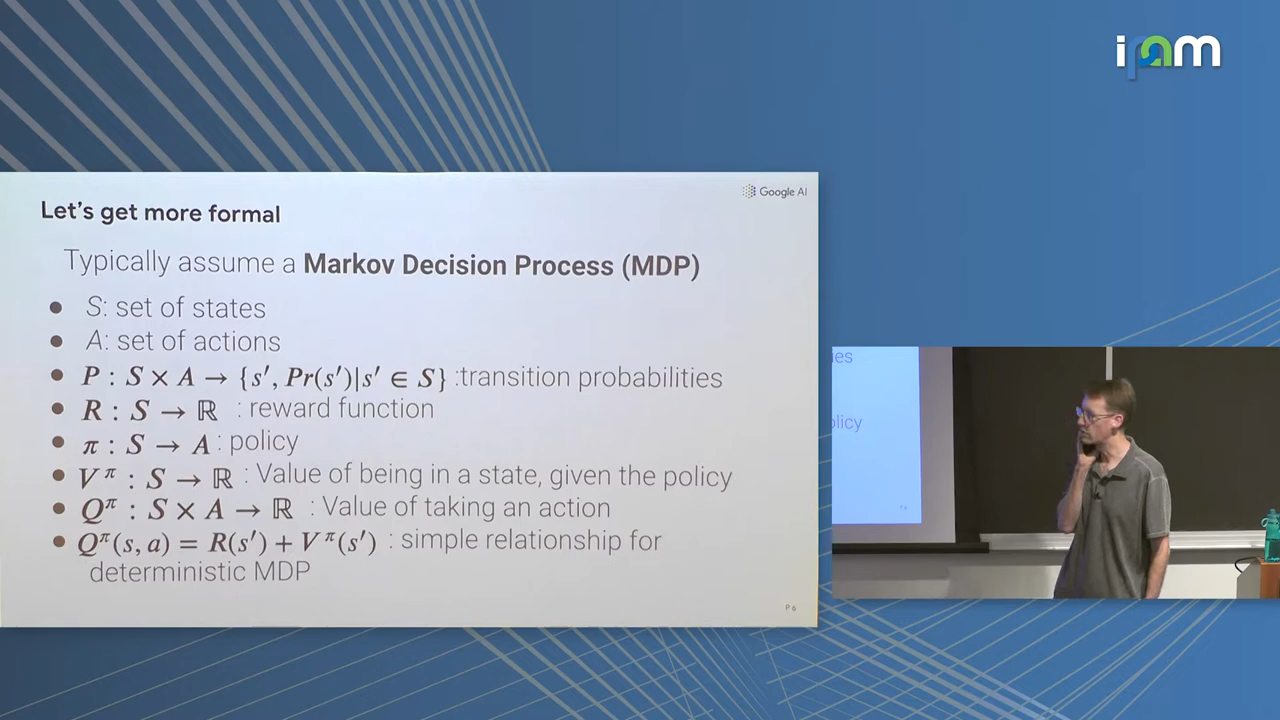 ipam
Google AI
Let's get more formal
Typically assume a Markov Decision Process (MDP)
● S: set of states
● A: set of actions
● P : S × A → {s′, Pr(s′)|s′ ∈ S} :transition probabilities
● R : S → ℝ : reward function
● π : S → A : policy
● V^π : S → ℝ : Value of being in a state, given the policy
● Q^π : S × A → ℝ : Value of taking an action
● Q^π(s, a) = R(s′) + V^π(s′) : simple relationship for
deterministic MDP
P 6